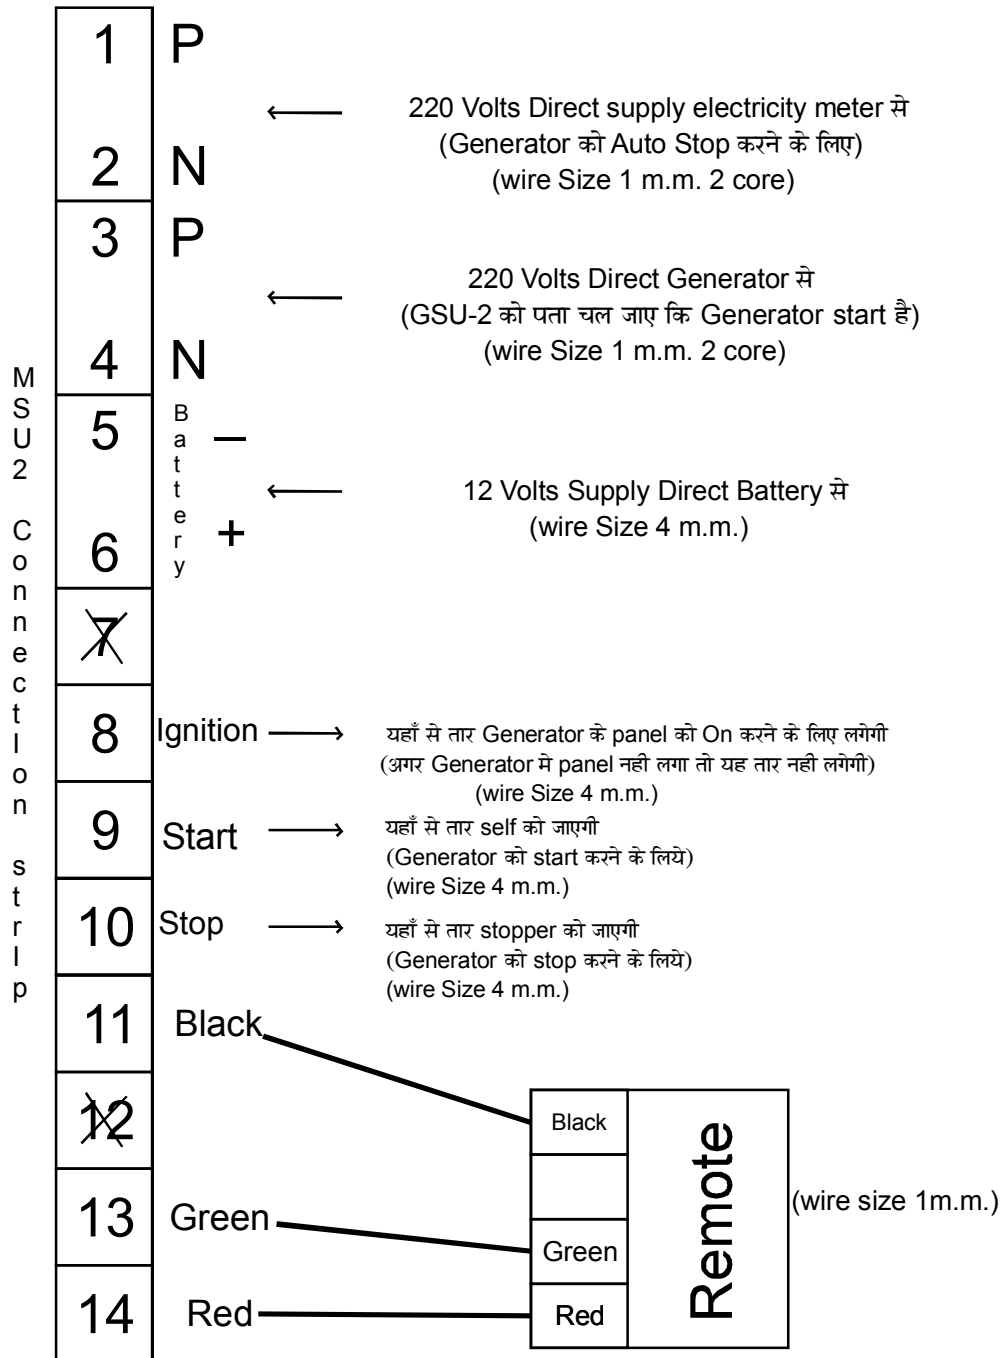 MSU2 ConnectIon strIp
1 P
220 Volts Direct supply electricity meter से
(Generator को Auto Stop करने के लिए)
2 N
(wire Size 1 m.m. 2 core)
3 P
220 Volts Direct Generator से
(GSU-2 को पता चल जाए कि Generator start है)
4 N
(wire Size 1 m.m. 2 core)
5 Battery −
12 Volts Supply Direct Battery से
6 +
(wire Size 4 m.m.)
7
8 Ignition
यहाँ से तार Generator के panel को On करने के लिए लगेगी
(अगर Generator मे panel नही लगा तो यह तार नही लगेगी)
(wire Size 4 m.m.)
9 Start
यहाँ से तार self को जाएगी
(Generator को start करने के लिये)
(wire Size 4 m.m.)
10 Stop
यहाँ से तार stopper को जाएगी
(Generator को stop करने के लिये)
(wire Size 4 m.m.)
11 Black
12
13 Green
14 Red
Black
Green
Red
Remote
(wire size 1m.m.)